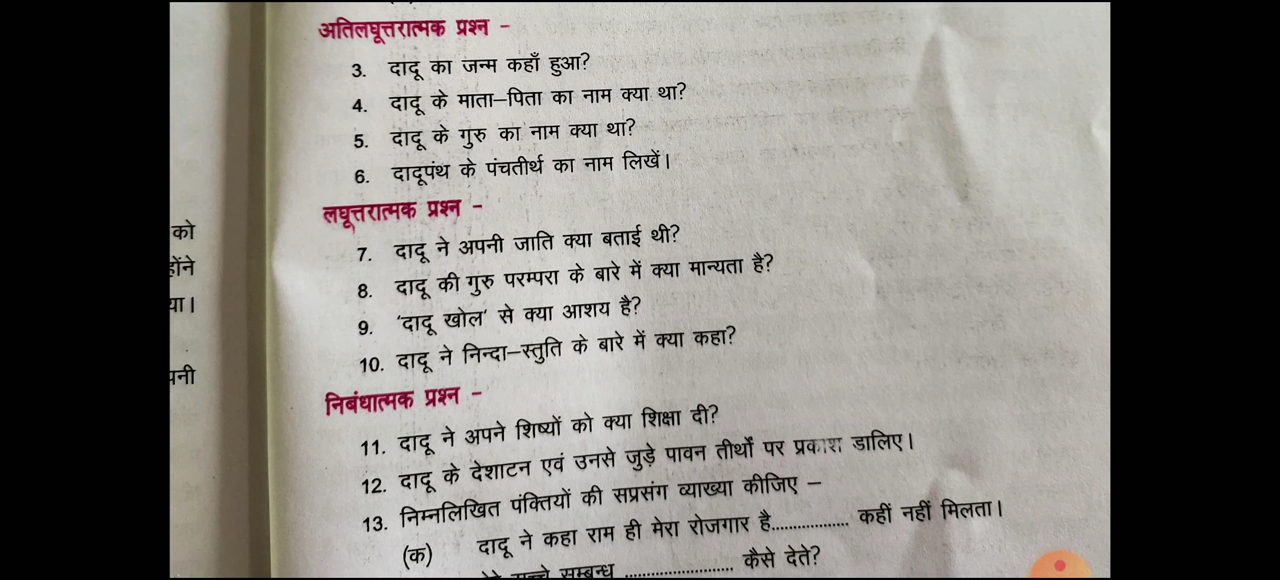 अतिलघूत्तरात्मक प्रश्न –
3. दादू का जन्म कहाँ हुआ?
4. दादू के माता–पिता का नाम क्या था?
5. दादू के गुरु का नाम क्या था?
6. दादूपंथ के पंचतीर्थ का नाम लिखें।
लघूत्तरात्मक प्रश्न –
7. दादू ने अपनी जाति क्या बताई थी?
को
8. दादू की गुरु परम्परा के बारे में क्या मान्यता है?
होंने
9. ‘दादू खोल’ से क्या आशय है?
या।
10. दादू ने निन्दा–स्तुति के बारे में क्या कहा?
पनी
निबंधात्मक प्रश्न –
11. दादू ने अपने शिष्यों को क्या शिक्षा दी?
12. दादू के देशाटन एवं उनसे जुड़े पावन तीर्थों पर प्रकाश डालिए।
13. निम्नलिखित पंक्तियों की सप्रसंग व्याख्या कीजिए –
(क) दादू ने कहा राम ही मेरा रोजगार है.................. कहीं नहीं मिलता।
सम्बन्ध ......................... कैसे देते?